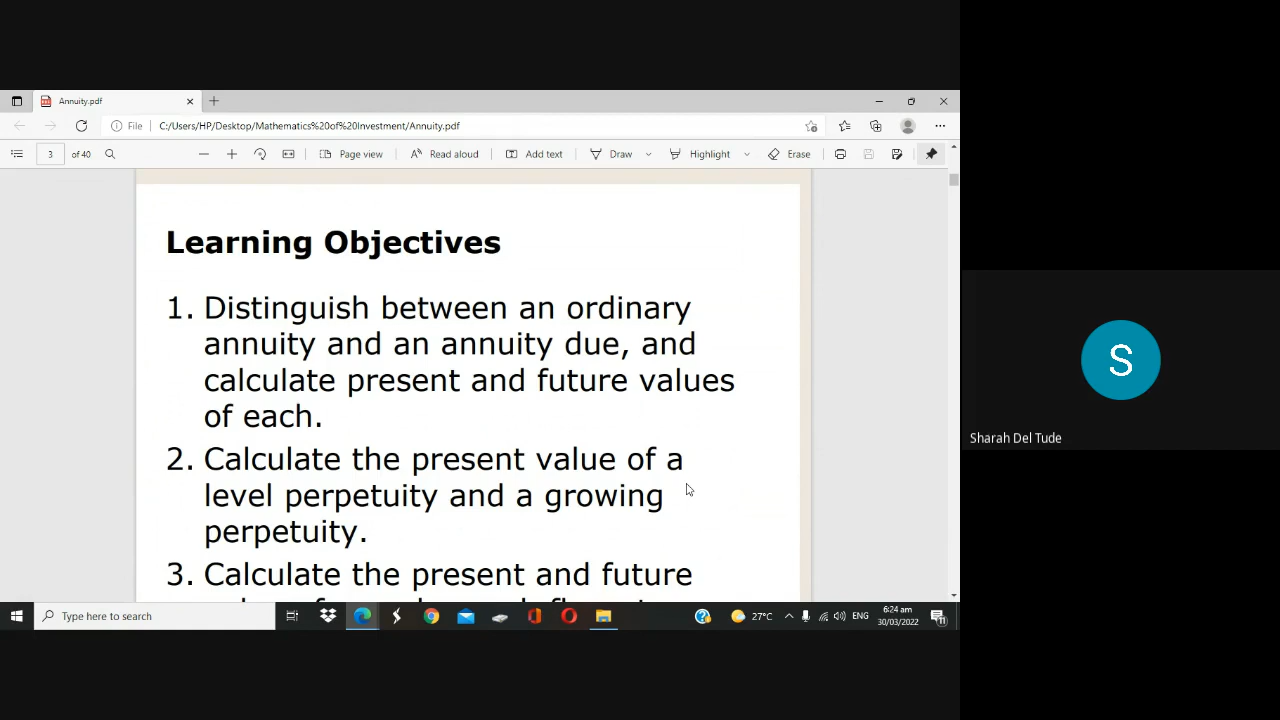 Annuity.pdf
File
C:/Users/HP/Desktop/Mathematics%20of%20Investment/Annuity.pdf
3 of 40 Page view Read aloud Add text Draw Highlight Erase
Learning Objectives
1. Distinguish between an ordinary
annuity and an annuity due, and
calculate present and future values
of each.
2. Calculate the present value of a
level perpetuity and a growing
perpetuity.
3. Calculate the present and future
S
Sharah Del Tude
Type here to search
27°C
ENG
6:24 am
30/03/2022